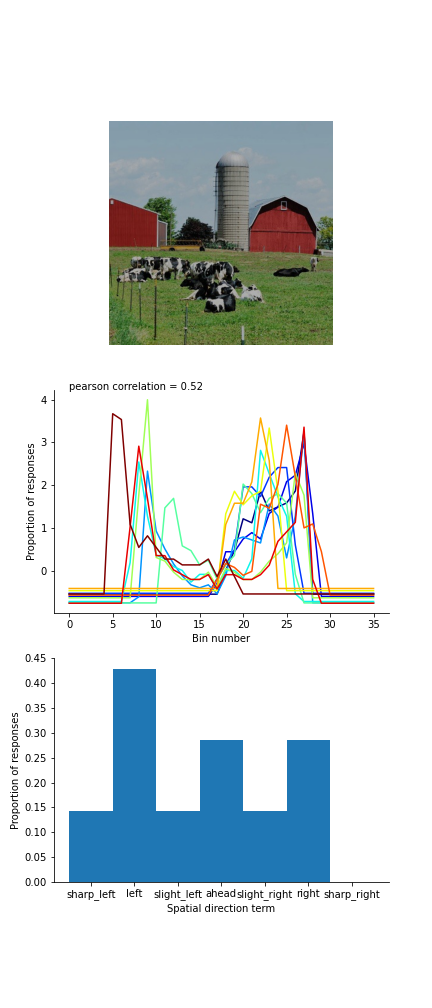 pearson correlation = 0.52
4
3
2
1
0
Proportion of responses
0 5 10 15 20 25 30 35
Bin number
0.45
0.40
0.35
0.30
0.25
0.20
0.15
0.10
0.05
0.00
Proportion of responses
sharp_left left slight_left ahead slight_right right sharp_right
Spatial direction term